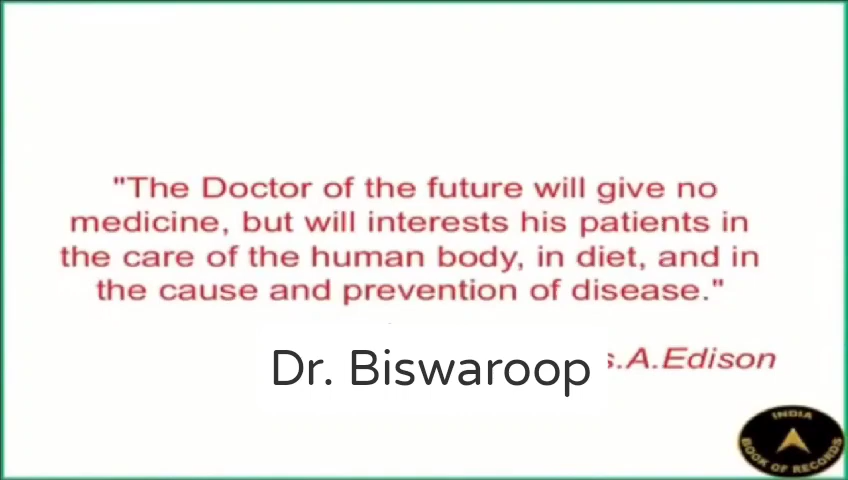 "The Doctor of the future will give no
medicine, but will interests his patients in
the care of the human body, in diet, and in
the cause and prevention of disease."
s.A.Edison
Dr. Biswaroop
INDIA
BOOK OF RECORDS